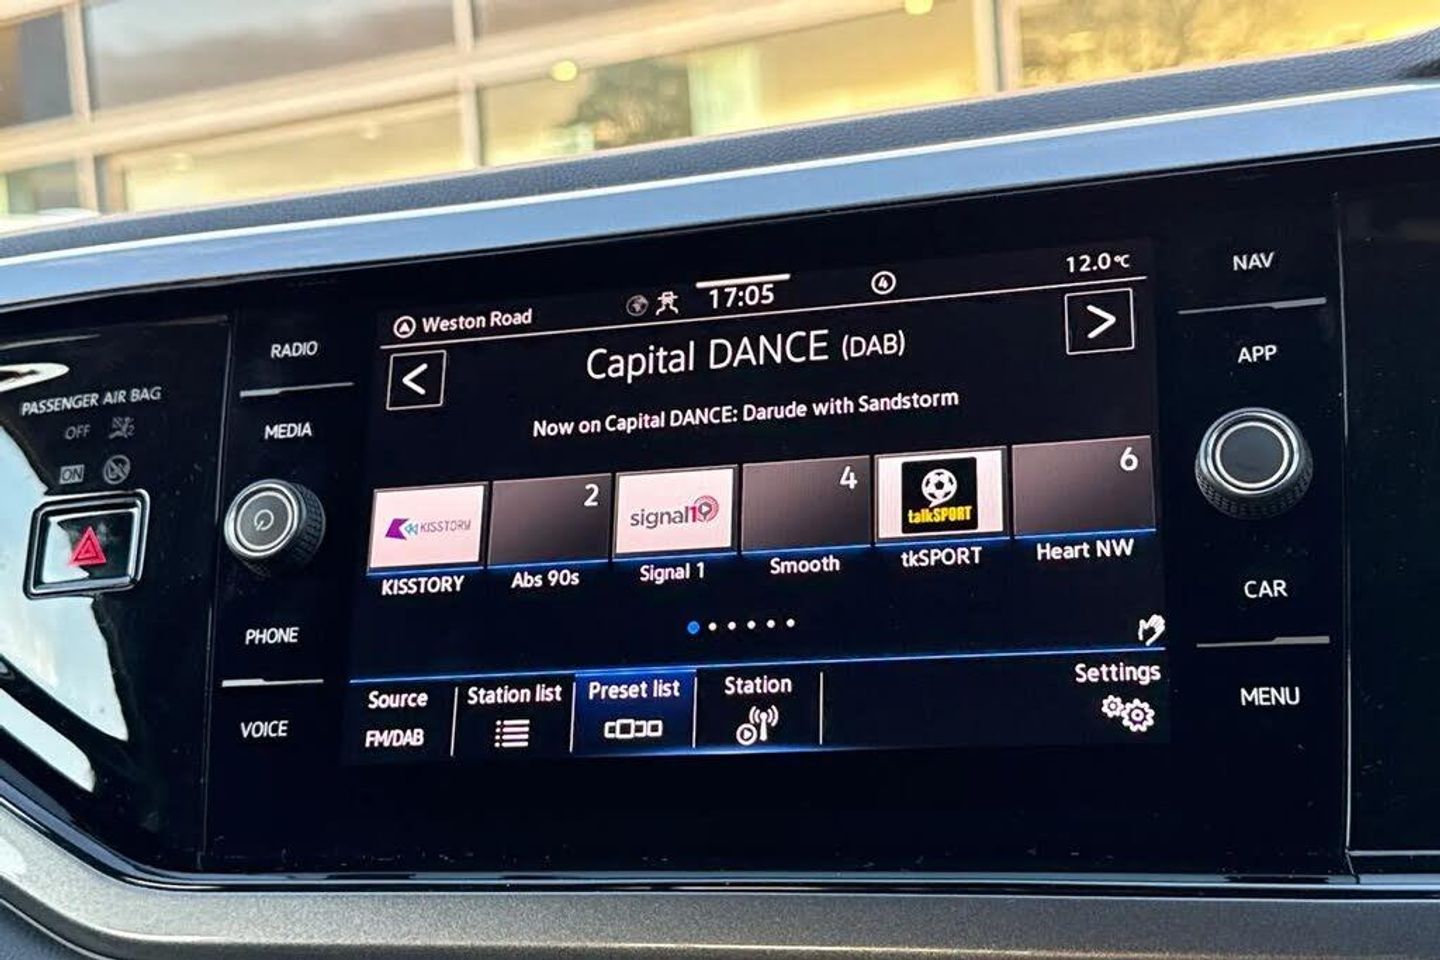 Weston Road
17:05
4
12.0°C
<
Capital DANCE (DAB)
>
Now on Capital DANCE: Darude with Sandstorm
KISSTORY
2
signal1
4
talkSPORT
6
KISSTORY
Abs 90s
Signal 1
Smooth
tkSPORT
Heart NW
Source
FM/DAB
Station list
Preset list
Station
Settings
PASSENGER AIR BAG
OFF
ON
RADIO
MEDIA
PHONE
VOICE
NAV
APP
CAR
MENU